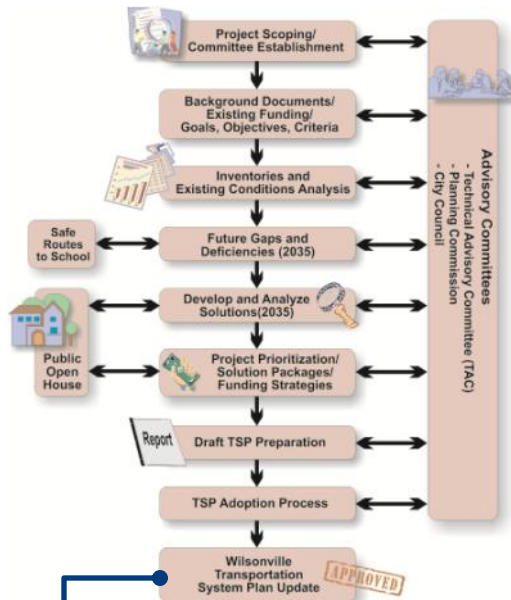 Project Scoping/
Committee Establishment
Background Documents/
Existing Funding/
Goals, Objectives, Criteria
Inventories and
Existing Conditions Analysis
Safe
Routes
to School
Future Gaps and
Deficiencies (2035)
Develop and Analyze
Solutions(2035)
Public
Open
House
Project Prioritization/
Solution Packages/
Funding Strategies
Report
Draft TSP Preparation
TSP Adoption Process
Wilsonville
Transportation
System Plan Update
APPROVED
Advisory Committees
- Technical Advisory Committee (TAC)
- Planning Commission
- City Council